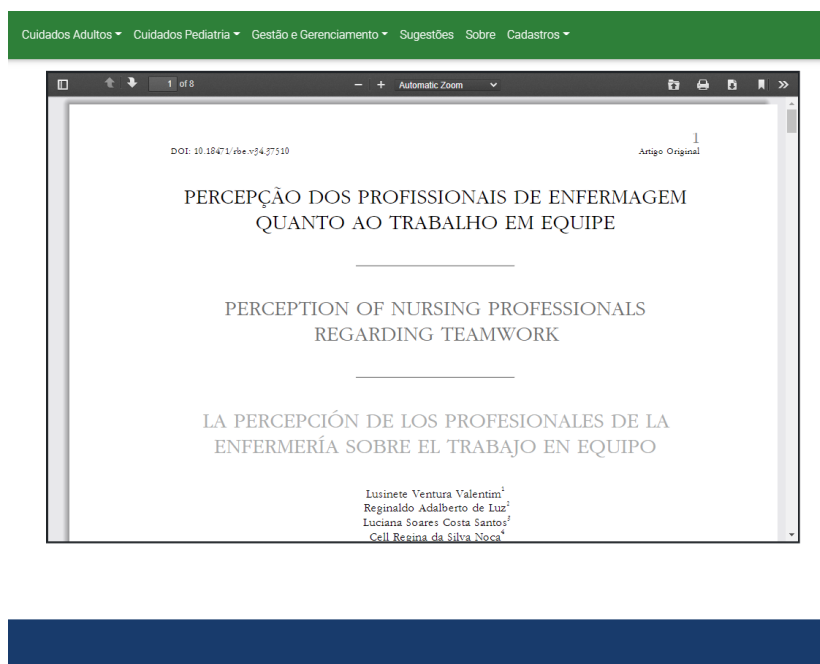 Cuidados Adultos Cuidados Pediatria Gestão e Gerenciamento Sugestões Sobre Cadastros
1 of 8 Automatic Zoom
1
DOI: 10.18471/rbe.v34.37510 Artigo Original
PERCEPÇÃO DOS PROFISSIONAIS DE ENFERMAGEM
QUANTO AO TRABALHO EM EQUIPE
PERCEPTION OF NURSING PROFESSIONALS
REGARDING TEAMWORK
LA PERCEPCIÓN DE LOS PROFESIONALES DE LA
ENFERMERÍA SOBRE EL TRABAJO EN EQUIPO
Lusinete Ventura Valentim1
Reginaldo Adalberto de Luz2
Luciana Soares Costa Santos3
Cell Regina da Silva Noca4